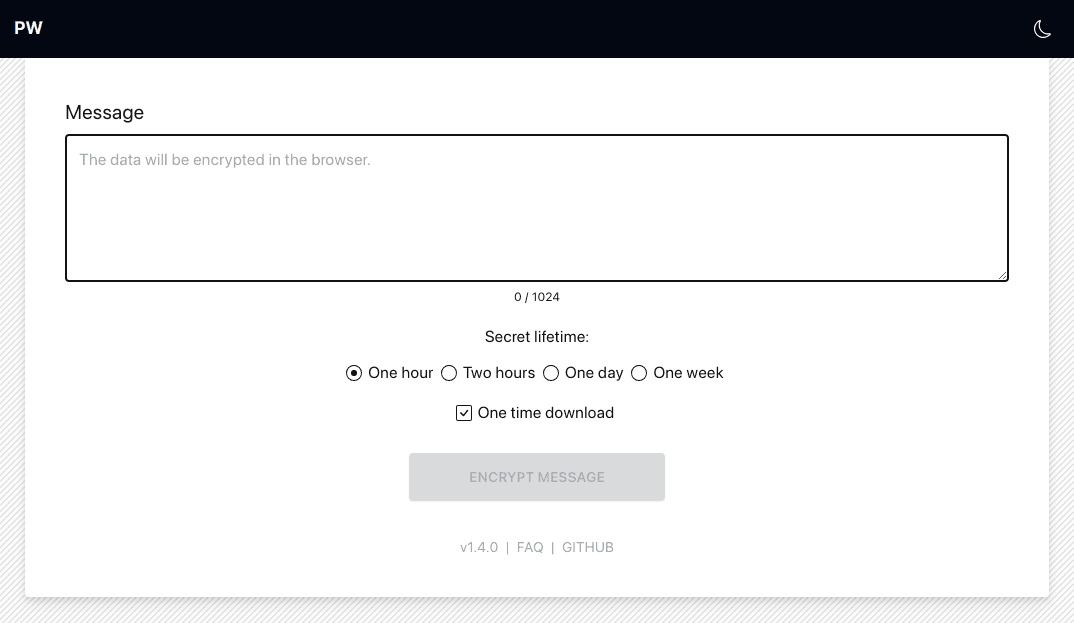 PW
Message
The data will be encrypted in the browser.
0 / 1024
Secret lifetime:
One hour Two hours One day One week
One time download
ENCRYPT MESSAGE
v1.4.0 | FAQ | GITHUB